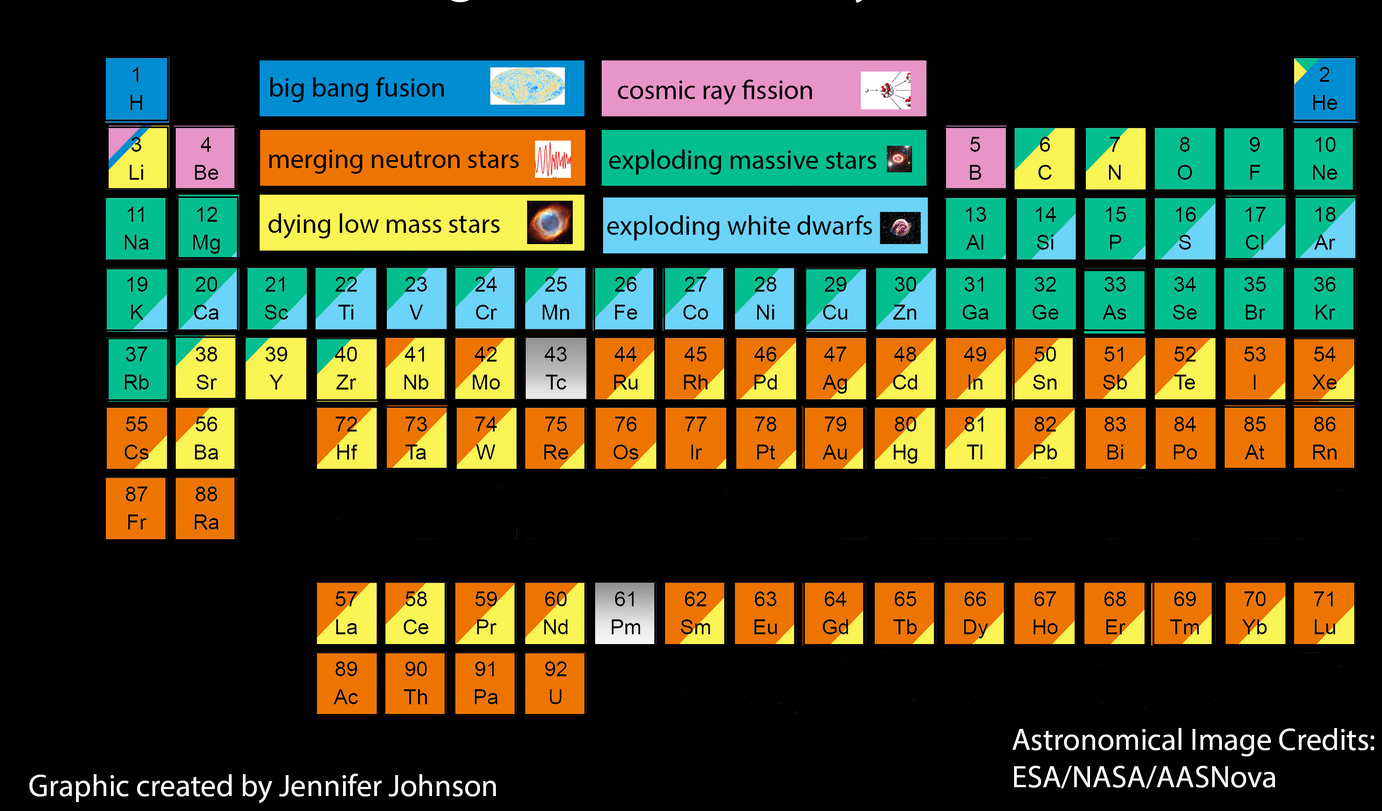 1 2
H big bang fusion cosmic ray fission He
3 4 5 6 7 8 9 10
Li Be merging neutron stars exploding massive stars B C N O F Ne
11 12 13 14 15 16 17 18
Na Mg dying low mass stars exploding white dwarfs Al Si P S Cl Ar
19 20 21 22 23 24 25 26 27 28 29 30 31 32 33 34 35 36
K Ca Sc Ti V Cr Mn Fe Co Ni Cu Zn Ga Ge As Se Br Kr
37 38 39 40 41 42 43 44 45 46 47 48 49 50 51 52 53 54
Rb Sr Y Zr Nb Mo Tc Ru Rh Pd Ag Cd In Sn Sb Te I Xe
55 56 72 73 74 75 76 77 78 79 80 81 82 83 84 85 86
Cs Ba Hf Ta W Re Os Ir Pt Au Hg Tl Pb Bi Po At Rn
87 88
Fr Ra
57 58 59 60 61 62 63 64 65 66 67 68 69 70 71
La Ce Pr Nd Pm Sm Eu Gd Tb Dy Ho Er Tm Yb Lu
89 90 91 92
Ac Th Pa U
Astronomical Image Credits:
ESA/NASA/AASNova
Graphic created by Jennifer Johnson